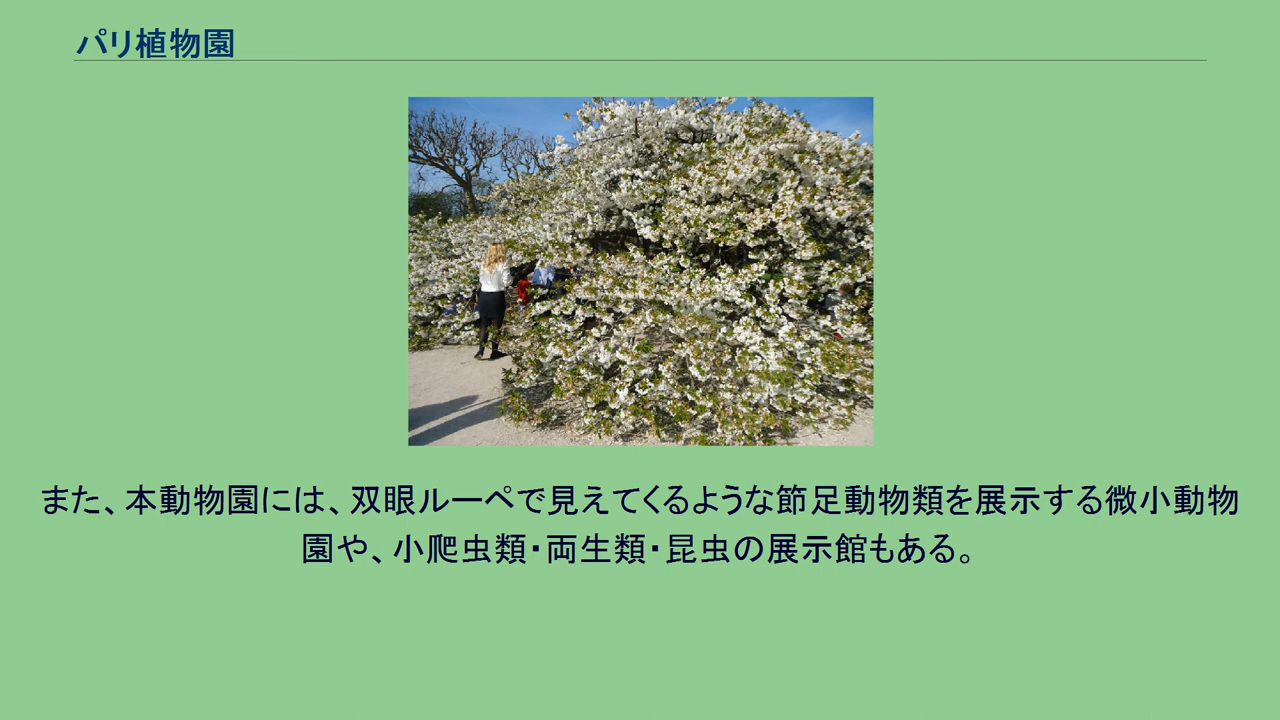 パリ植物園
また、本動物園には、双眼ルーペで見えてくるような節足動物類を展示する微小動物
園や、小爬虫類・両生類・昆虫の展示館もある。